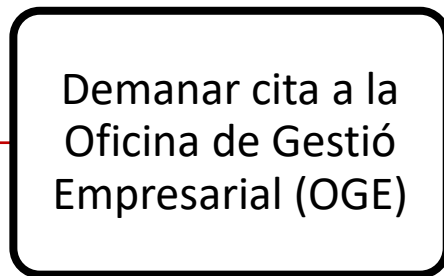 Demanar cita a la
Oficina de Gestió
Empresarial (OGE)